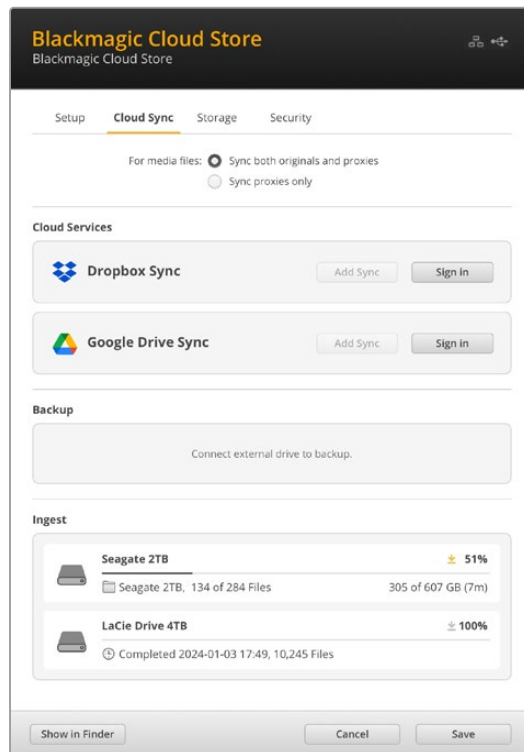 Blackmagic Cloud Store
Blackmagic Cloud Store
Setup Cloud Sync Storage Security
For media files: Sync both originals and proxies
Sync proxies only
Cloud Services
Dropbox Sync Add Sync Sign in
Google Drive Sync Add Sync Sign in
Backup
Connect external drive to backup.
Ingest
Seagate 2TB 51%
Seagate 2TB, 134 of 284 Files 305 of 607 GB (7m)
LaCie Drive 4TB 100%
Completed 2024-01-03 17:49, 10,245 Files
Show in Finder Cancel Save